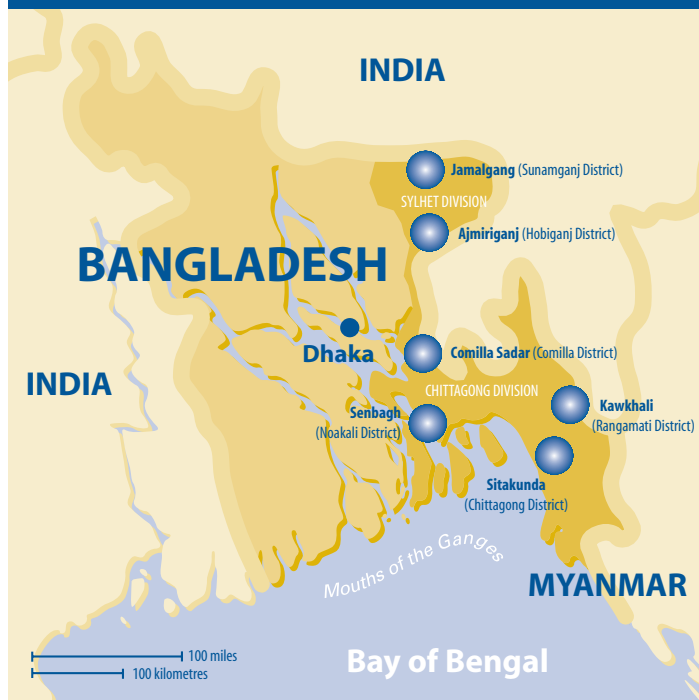 INDIA
Jamalgang (Sunamganj District)
SYLHET DIVISION
Ajmiriganj (Hobiganj District)
BANGLADESH
Dhaka
Comilla Sadar (Comilla District)
INDIA
CHITTAGONG DIVISION
Senbagh
(Noakali District)
Kawkhali
(Rangamati District)
Sitakunda
(Chittagong District)
Mouths of the Ganges
MYANMAR
100 miles
100 kilometres
Bay of Bengal